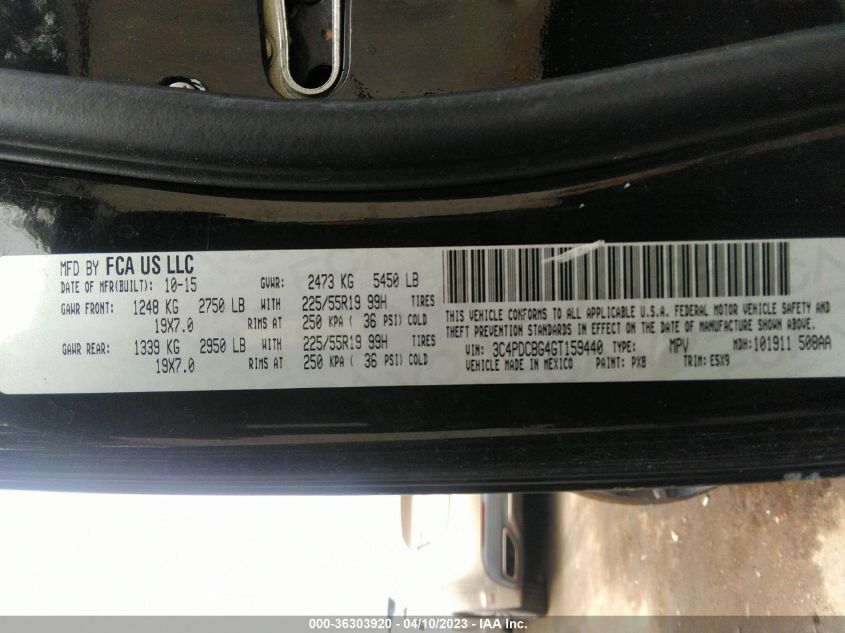 MFD BY FCA US LLC
DATE OF MFR(BUILT): 10-15 GVWR: 2473 KG 5450 LB
GAWR FRONT: 1248 KG 2750 LB WITH 225/55R19 99H TIRES
19X7.0 RIMS AT 250 KPA ( 36 PSI) COLD
GAWR REAR: 1339 KG 2950 LB WITH 225/55R19 99H TIRES
19X7.0 RIMS AT 250 KPA ( 36 PSI) COLD
THIS VEHICLE CONFORMS TO ALL APPLICABLE U.S.A. FEDERAL MOTOR VEHICLE SAFETY AND
THEFT PREVENTION STANDARDS IN EFFECT ON THE DATE OF MANUFACTURE SHOWN ABOVE.
VIN: 3C4PDCBG4GT159440 TYPE: MPV MDH: 101911 508AA
VEHICLE MADE IN MEXICO PAINT: PX8 TRIM: E5X9
000-36303920 - 04/10/2023 - IAA Inc.